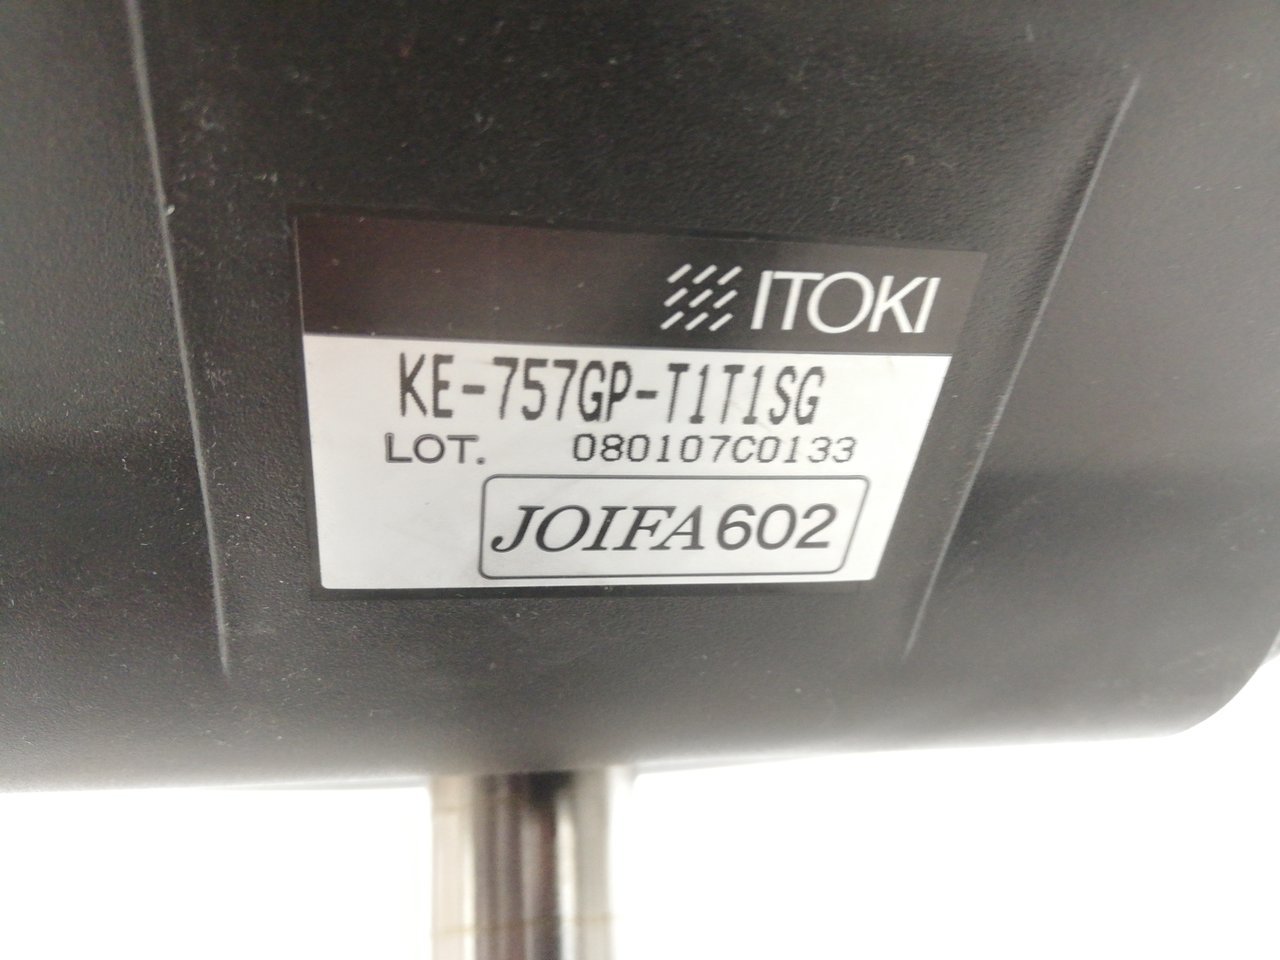 ITOKI
KE-757GP-T1T1SG
LOT. 080107C0133
JOIFA602